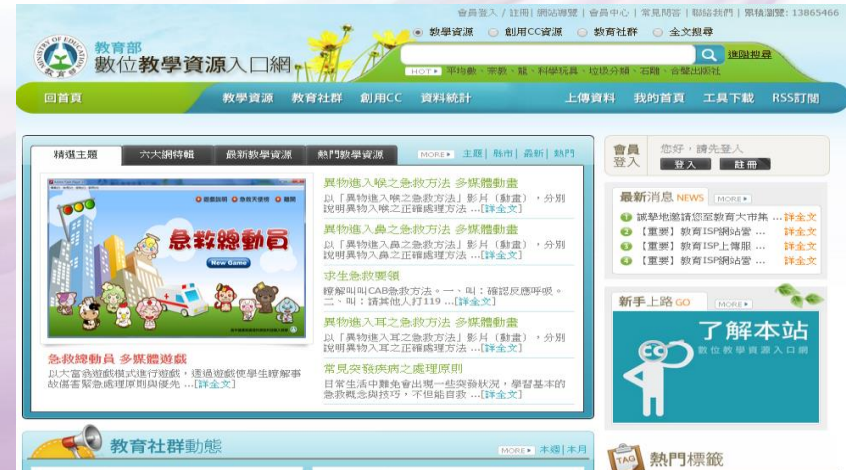 會員登入 / 註冊| 網站導覽 | 會員中心 | 常見問答 | 聯絡我們 | 累積瀏覽: 13865466
MINISTRY OF EDUCATION
教育部
數位教學資源入口網
教學資源 創用CC資源 教育社群 全文搜尋
進階搜尋
HOT 平均數、宗教、龍、科學玩具、垃圾分類、石雕、合聲出版社
回首頁 教學資源 教育社群 創用CC 資料統計 上傳資料 我的首頁 工具下載 RSS訂閱
精選主題 六大網特輯 最新教學資源 熱門教學資源 MORE 主題| 縣市| 最新| 熱門
遊戲說明 急救天使榜 離開
急救總動員
New Game
急救總動員 多媒體遊戲
以大富翁遊戲模式進行遊戲，透過遊戲使學生瞭解事
故傷害緊急處理原則與優先 ...[詳全文]
異物進入喉之急救方法 多媒體動畫
以「異物進入喉之急救方法」影片（動畫），分別
說明異物入喉之正確處理方法 ...[詳全文]
異物進入鼻之急救方法 多媒體動畫
以「異物進入鼻之急救方法」影片（動畫），分別
說明異物入鼻之正確處理方法 ...[詳全文]
求生急救要領
瞭解叫叫CAB急救方法。一、叫：確認反應呼吸。
二、叫：請其他人打119 ...[詳全文]
異物進入耳之急救方法 多媒體動畫
以「異物進入耳之急救方法」影片（動畫），分別
說明異物入耳之正確處理方法 ...[詳全文]
常見突發疾病之處理原則
日常生活中難免會出現一些突發狀況，學習基本的
急救概念與技巧，不但能自救 ...[詳全文]
會員
登入
您好，請先登入
登入 註冊
最新消息 NEWS MORE
1 誠摯地邀請您至教育大市集 ...詳全文
2 【重要】教育ISP網站營 ... 詳全文
3 【重要】教育ISP上傳服 ... 詳全文
4 【重要】教育ISP網站營 ... 詳全文
新手上路 GO MORE
了解本站
數位教學資源入口網
教育社群動態 MORE 本週|本月
TAG 熱門標籤